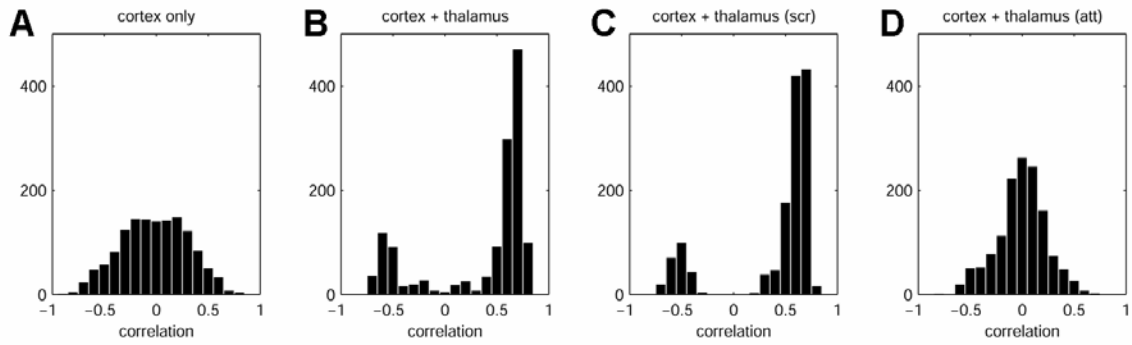 A cortex only
400
200
0
−1 −0.5 0 0.5 1
correlation
B cortex + thalamus
400
200
0
−1 −0.5 0 0.5 1
correlation
C cortex + thalamus (scr)
400
200
0
−1 −0.5 0 0.5 1
correlation
D cortex + thalamus (att)
400
200
0
−1 −0.5 0 0.5 1
correlation